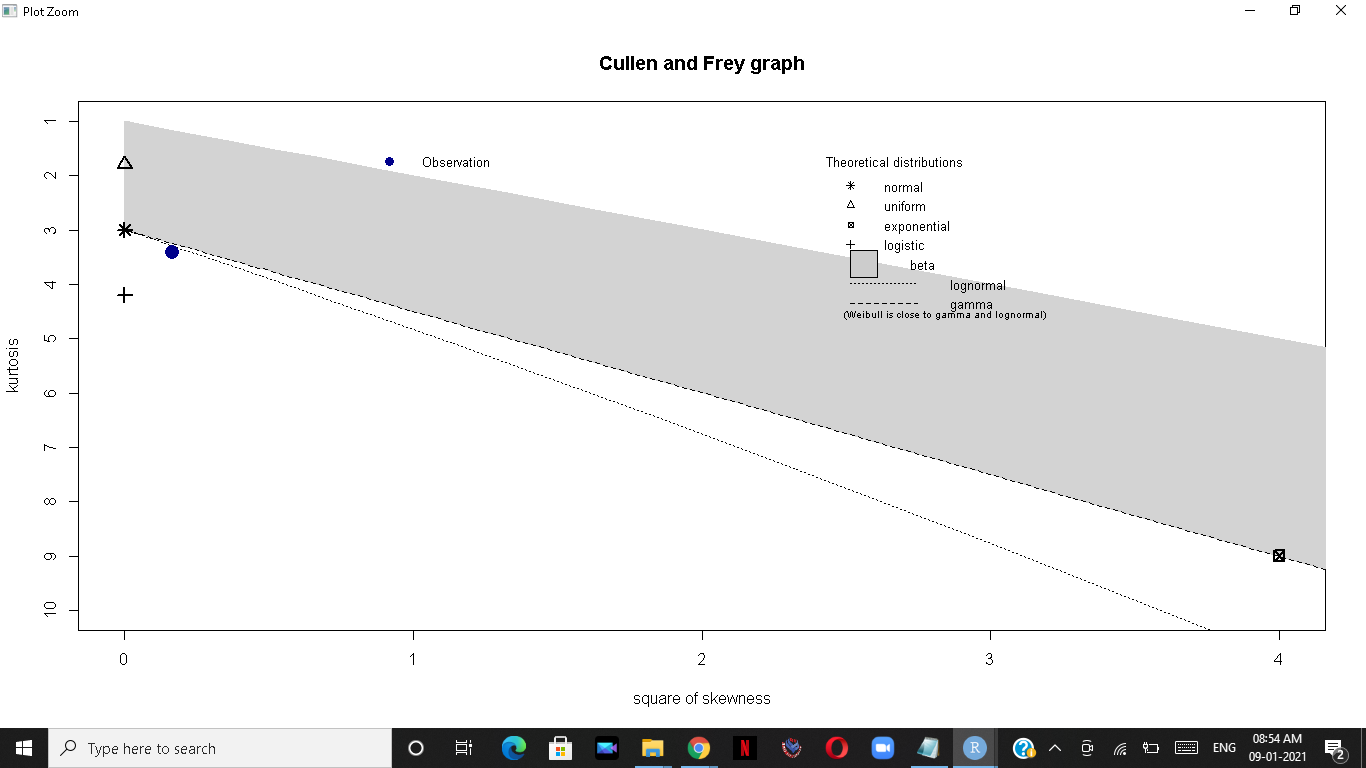 Plot Zoom
Cullen and Frey graph
Observation
Theoretical distributions
normal
uniform
exponential
logistic
beta
lognormal
gamma
(Weibull is close to gamma and lognormal)
kurtosis
1
2
3
4
5
6
7
8
9
10
0 1 2 3 4
square of skewness
Type here to search
N
R
ENG
08:54 AM
09-01-2021
2